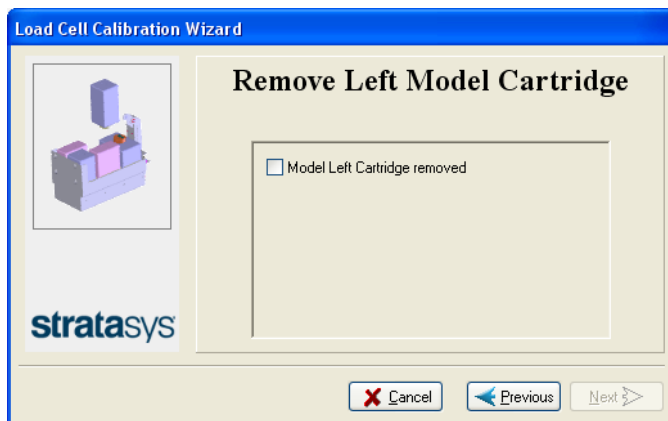 Load Cell Calibration Wizard
Remove Left Model Cartridge
Model Left Cartridge removed
stratasys
Cancel
Previous
Next